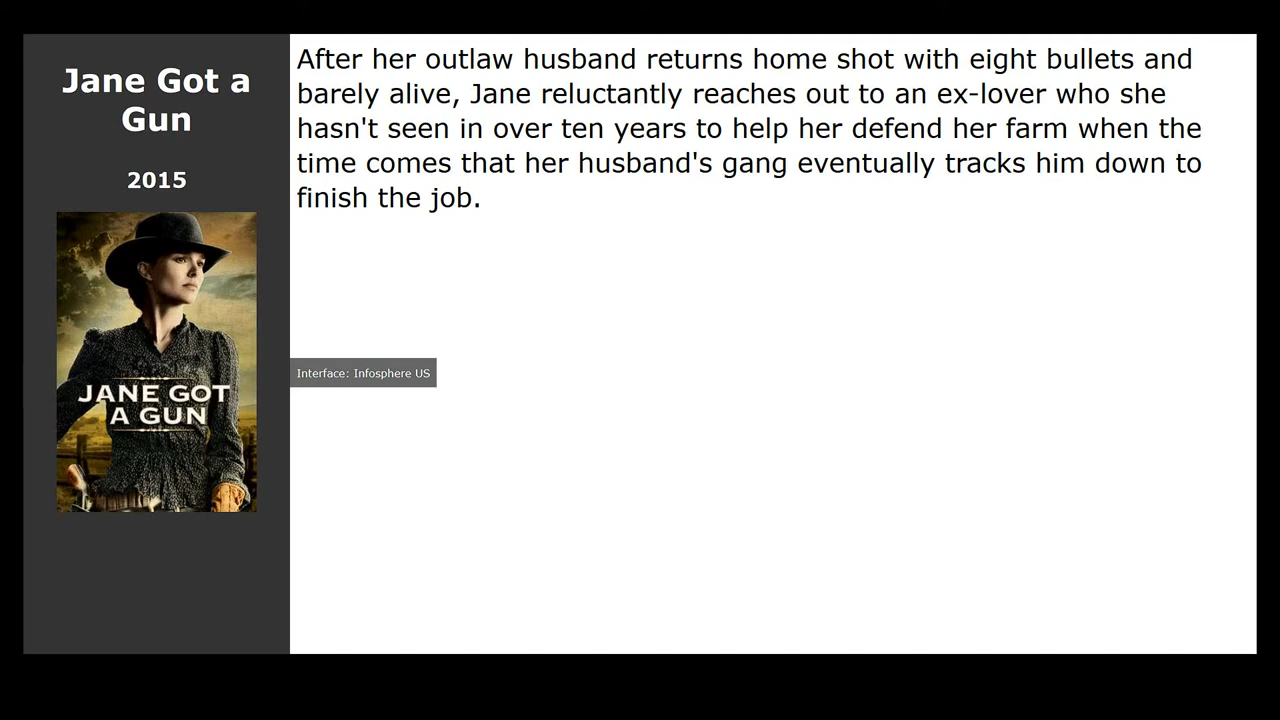 Jane Got a
Gun
2015
JANE GOT
A GUN
After her outlaw husband returns home shot with eight bullets and
barely alive, Jane reluctantly reaches out to an ex-lover who she
hasn't seen in over ten years to help her defend her farm when the
time comes that her husband's gang eventually tracks him down to
finish the job.
Interface: Infosphere US